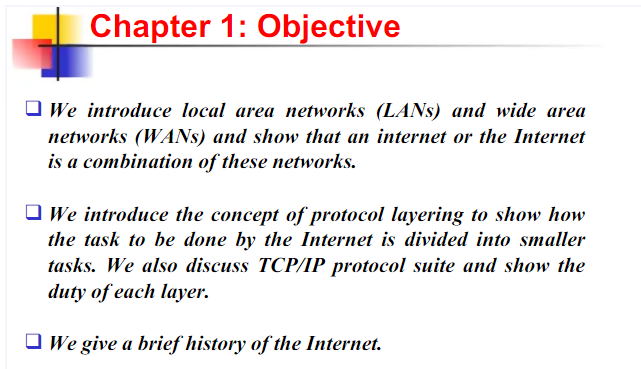 Chapter 1: Objective
We introduce local area networks (LANs) and wide area
networks (WANs) and show that an internet or the Internet
is a combination of these networks.
We introduce the concept of protocol layering to show how
the task to be done by the Internet is divided into smaller
tasks. We also discuss TCP/IP protocol suite and show the
duty of each layer.
We give a brief history of the Internet.